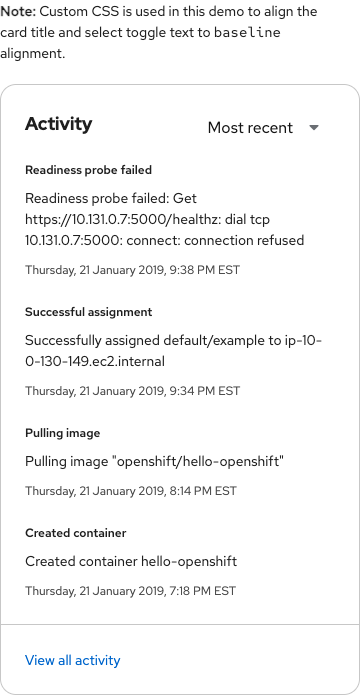 Note: Custom CSS is used in this demo to align the
card title and select toggle text to baseline
alignment.
Activity
Most recent
Readiness probe failed
Readiness probe failed: Get
https://10.131.0.7:5000/healthz: dial tcp
10.131.0.7:5000: connect: connection refused
Thursday, 21 January 2019, 9:38 PM EST
Successful assignment
Successfully assigned default/example to ip-10-
0-130-149.ec2.internal
Thursday, 21 January 2019, 9:34 PM EST
Pulling image
Pulling image "openshift/hello-openshift"
Thursday, 21 January 2019, 8:14 PM EST
Created container
Created container hello-openshift
Thursday, 21 January 2019, 7:18 PM EST
View all activity